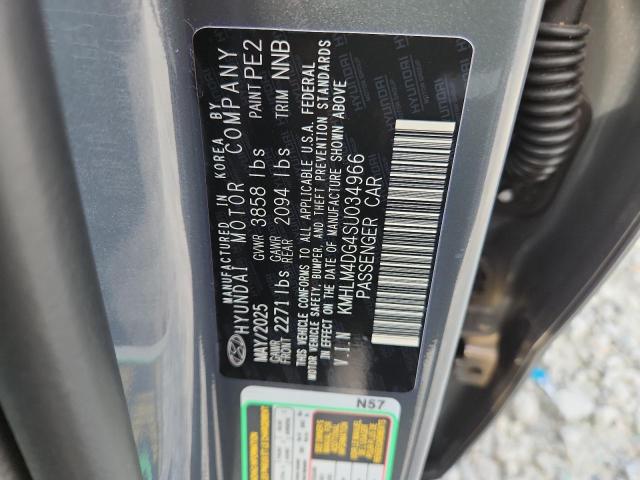 MANUFACTURED IN KOREA BY
HYUNDAI MOTOR COMPANY
MAY/2025 GVWR 3858 lbs PAINT PE2
GAWR FRONT 2271 lbs GAWR REAR 2094 lbs TRIM NNB
THIS VEHICLE CONFORMS TO ALL APPLICABLE U.S.A. FEDERAL
MOTOR VEHICLE SAFETY, BUMPER, AND THEFT PREVENTION STANDARDS
IN EFFECT ON THE DATE OF MANUFACTURE SHOWN ABOVE
V.I.N KMHLM4DG4SU034966
PASSENGER CAR
N57